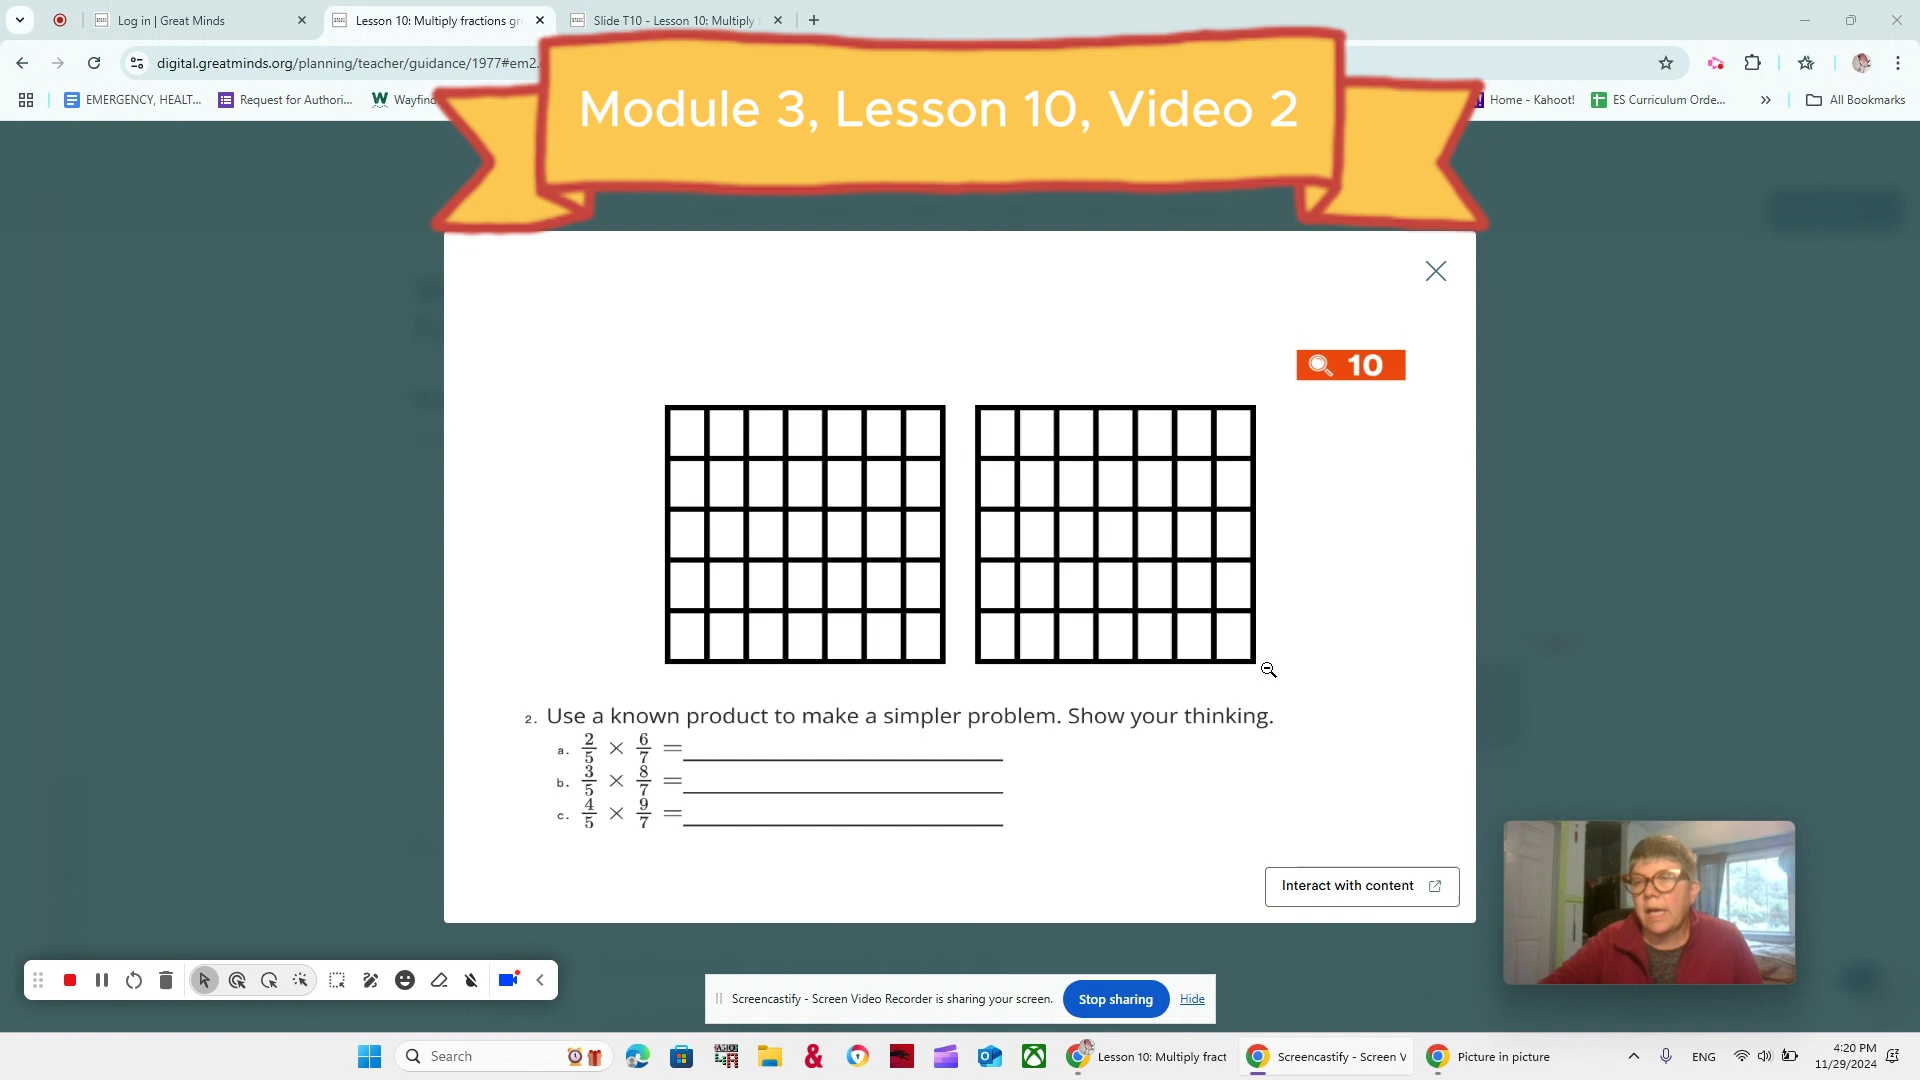 Log in | Great Minds
Lesson 10: Multiply fractions gr
Slide T10 - Lesson 10: Multiply f
digital.greatminds.org/planning/teacher/guidance/1977#em2.
EMERGENCY, HEALT...
Request for Authori...
Wayfind
Home - Kahoot!
ES Curriculum Orde...
All Bookmarks
Module 3, Lesson 10, Video 2
10
2. Use a known product to make a simpler problem. Show your thinking.
a. 2/5 × 6/7 = ____________
b. 3/5 × 8/7 = ____________
c. 4/5 × 9/7 = ____________
Interact with content
Screencastify - Screen Video Recorder is sharing your screen.
Stop sharing
Hide
Search
Lesson 10: Multiply fract
Screencastify - Screen V
Picture in picture
ENG
4:20 PM
11/29/2024